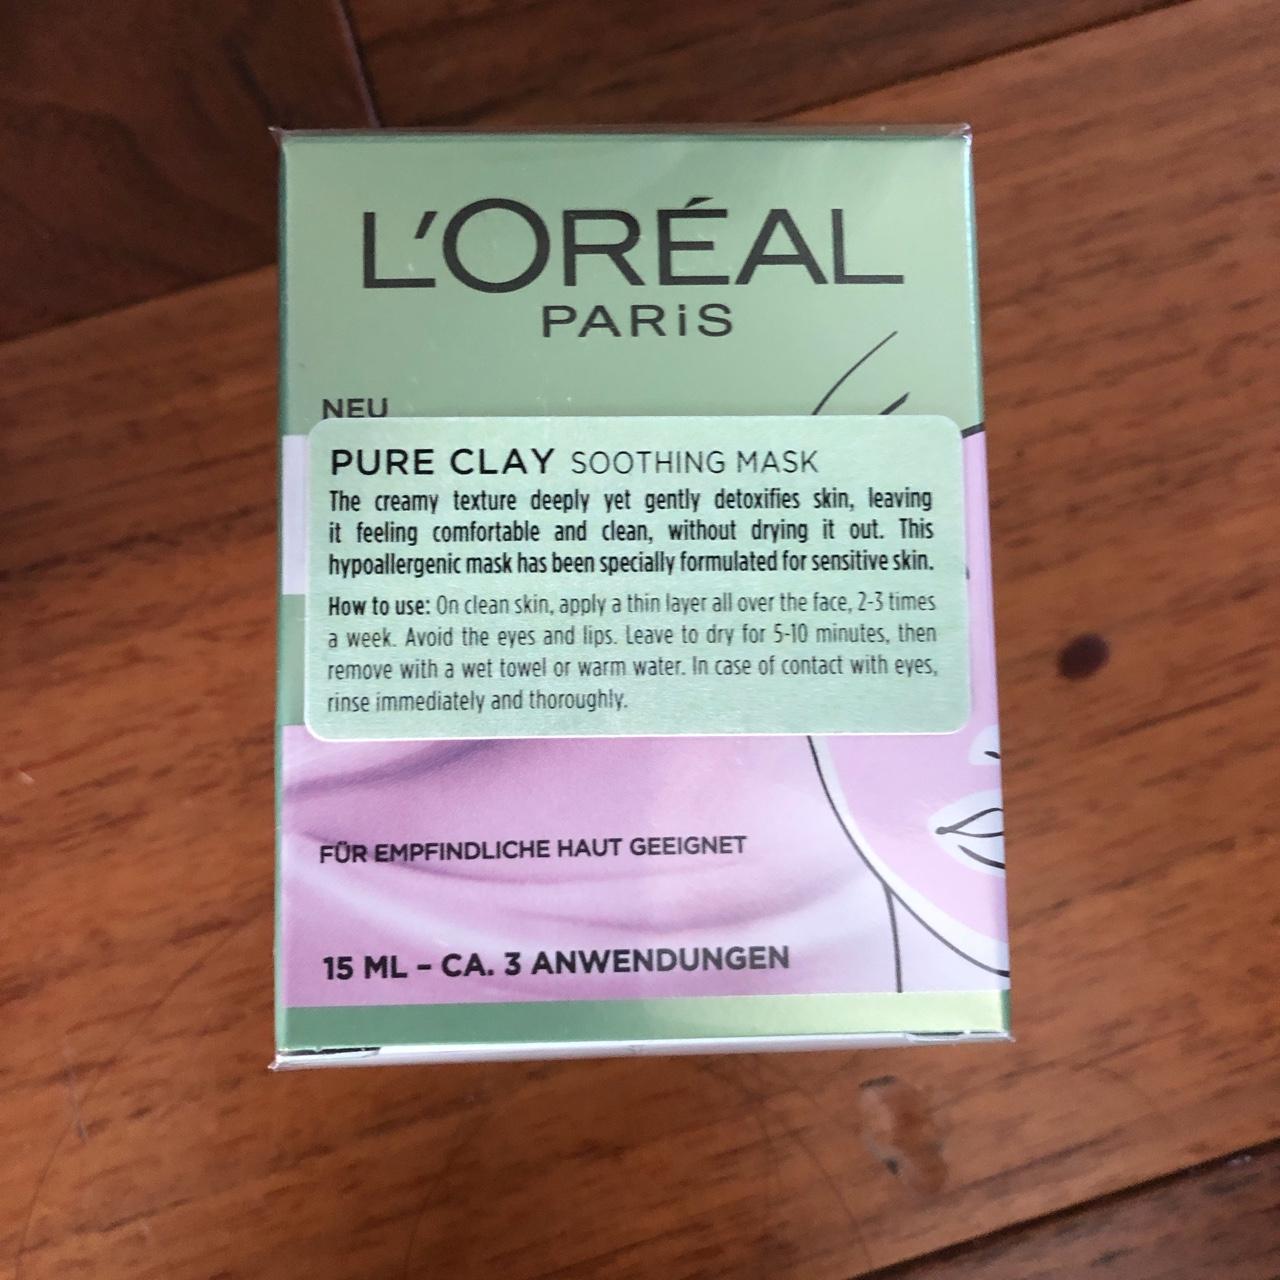 L'ORÉAL
PARiS
NEU
PURE CLAY SOOTHING MASK
The creamy texture deeply yet gently detoxifies skin, leaving
it feeling comfortable and clean, without drying it out. This
hypoallergenic mask has been specially formulated for sensitive skin.
How to use: On clean skin, apply a thin layer all over the face, 2-3 times
a week. Avoid the eyes and lips. Leave to dry for 5-10 minutes, then
remove with a wet towel or warm water. In case of contact with eyes,
rinse immediately and thoroughly.
FÜR EMPFINDLICHE HAUT GEEIGNET
15 ML – CA. 3 ANWENDUNGEN